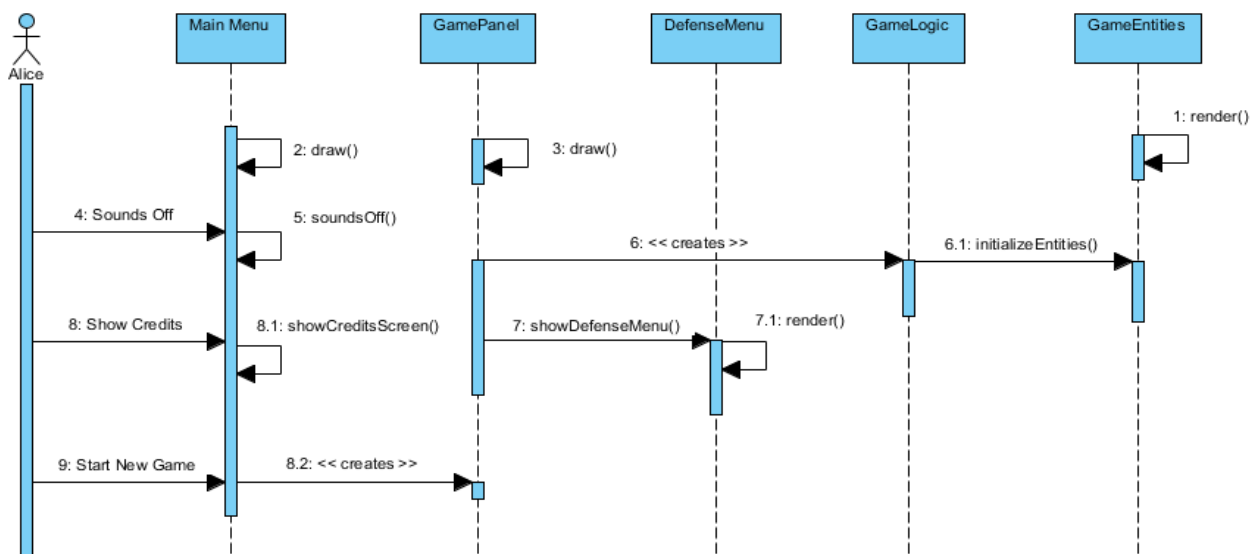 Main Menu
GamePanel
DefenseMenu
GameLogic
GameEntities
Alice
1: render()
2: draw()
3: draw()
4: Sounds Off
5: soundsOff()
6: << creates >>
6.1: initializeEntities()
8: Show Credits
8.1: showCreditsScreen()
7: showDefenseMenu()
7.1: render()
9: Start New Game
8.2: << creates >>